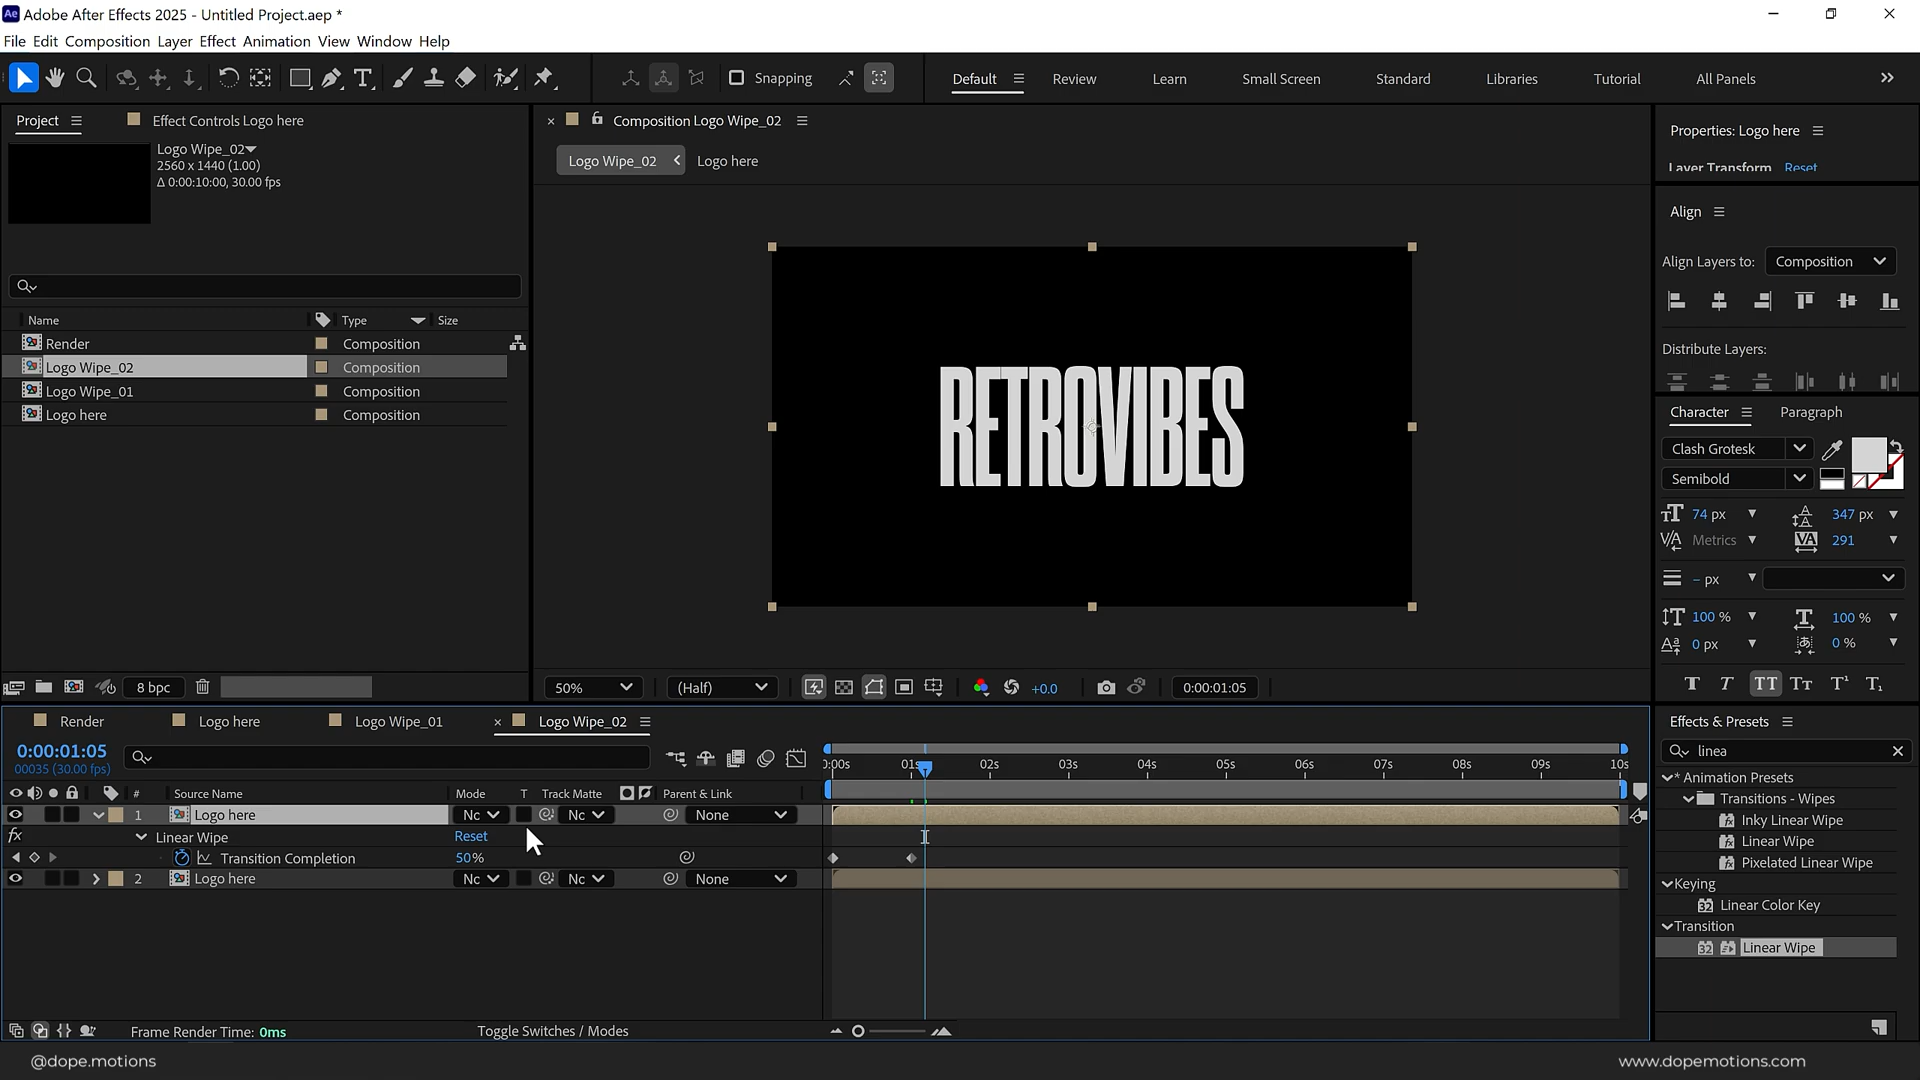 Adobe After Effects 2025 - Untitled Project.aep *
File Edit Composition Layer Effect Animation View Window Help
Snapping
Default Review Learn Small Screen Standard Libraries Tutorial All Panels
Project Effect Controls Logo here
Logo Wipe_02
2560 x 1440 (1.00)
Δ 0:00:10:00, 30.00 fps
Name Type Size
Render Composition
Logo Wipe_02 Composition
Logo Wipe_01 Composition
Logo here Composition
8 bpc
Composition Logo Wipe_02
Logo Wipe_02 Logo here
RETROVIBES
50% (Half) +0.0 0:00:01:05
Properties: Logo here
Layer Transform Reset
Align
Align Layers to: Composition
Distribute Layers:
Character Paragraph
Clash Grotesk
Semibold
74 px 347 px
Metrics 291
– px
100 % 100 %
0 px 0 %
Render Logo here Logo Wipe_01 Logo Wipe_02
0:00:01:05
00035 (30.00 fps)
# Source Name Mode T Track Matte Parent & Link
1 Logo here Nc Nc None
Linear Wipe Reset
Transition Completion 50%
2 Logo here Nc Nc None
0:00s 01s 02s 03s 04s 05s 06s 07s 08s 09s 10s
Frame Render Time: 0ms Toggle Switches / Modes
Effects & Presets
linea
* Animation Presets
Transitions - Wipes
Inky Linear Wipe
Linear Wipe
Pixelated Linear Wipe
Keying
Linear Color Key
Transition
Linear Wipe
@dope.motions
www.dopemotions.com